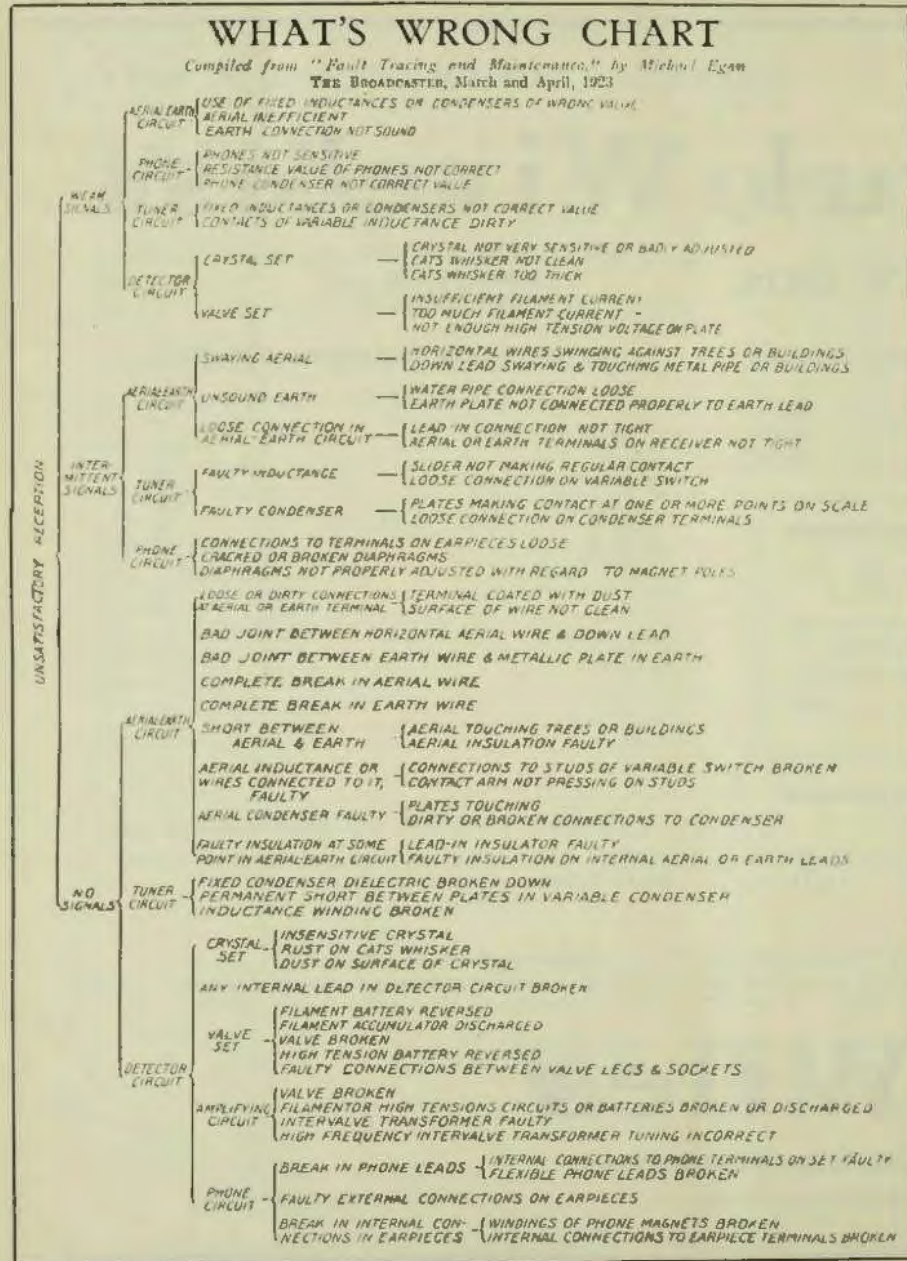 WHAT'S WRONG CHART
Compiled from "Fault Tracing and Maintenance," by Michael Egan
THE BROADCASTER, March and April, 1923
UNSATISFACTORY RECEPTION
WEAK
SIGNALS
AERIAL EARTH
CIRCUIT
USE OF FIXED INDUCTANCES OR CONDENSERS OF WRONG VALUE
AERIAL INEFFICIENT
EARTH CONNECTION NOT SOUND
PHONE
CIRCUIT
PHONES NOT SENSITIVE
RESISTANCE VALUE OF PHONES NOT CORRECT
PHONE CONDENSER NOT CORRECT VALUE
TUNER
CIRCUIT
FIXED INDUCTANCES OR CONDENSERS NOT CORRECT VALUE
CONTACTS OF VARIABLE INDUCTANCE DIRTY
DETECTOR
CIRCUIT
CRYSTAL SET
CRYSTAL NOT VERY SENSITIVE OR BADLY ADJUSTED
CATS WHISKER NOT CLEAN
CATS WHISKER TOO THICK
VALVE SET
INSUFFICIENT FILAMENT CURRENT
TOO MUCH FILAMENT CURRENT -
NOT ENOUGH HIGH TENSION VOLTAGE ON PLATE
INTER-
MITTENT
SIGNALS
AERIAL EARTH
CIRCUIT
SWAYING AERIAL
HORIZONTAL WIRES SWINGING AGAINST TREES OR BUILDINGS
DOWN LEAD SWAYING & TOUCHING METAL PIPE OR BUILDINGS
UNSOUND EARTH
WATER PIPE CONNECTION LOOSE
EARTH PLATE NOT CONNECTED PROPERLY TO EARTH LEAD
LOOSE CONNECTION IN
AERIAL-EARTH CIRCUIT
LEAD IN CONNECTION NOT TIGHT
AERIAL OR EARTH TERMINALS ON RECEIVER NOT TIGHT
TUNER
CIRCUIT
FAULTY INDUCTANCE
SLIDER NOT MAKING REGULAR CONTACT
LOOSE CONNECTION ON VARIABLE SWITCH
FAULTY CONDENSER
PLATES MAKING CONTACT AT ONE OR MORE POINTS ON SCALE
LOOSE CONNECTION ON CONDENSER TERMINALS
PHONE
CIRCUIT
CONNECTIONS TO TERMINALS ON EARPIECES LOOSE
CRACKED OR BROKEN DIAPHRAGMS
DIAPHRAGMS NOT PROPERLY ADJUSTED WITH REGARD TO MAGNET POLES
NO
SIGNALS
AERIAL EARTH
CIRCUIT
LOOSE OR DIRTY CONNECTIONS
AT AERIAL OR EARTH TERMINAL
TERMINAL COATED WITH DUST
SURFACE OF WIRE NOT CLEAN
BAD JOINT BETWEEN HORIZONTAL AERIAL WIRE & DOWN LEAD
BAD JOINT BETWEEN EARTH WIRE & METALLIC PLATE IN EARTH
COMPLETE BREAK IN AERIAL WIRE
COMPLETE BREAK IN EARTH WIRE
SHORT BETWEEN
AERIAL & EARTH
AERIAL TOUCHING TREES OR BUILDINGS
AERIAL INSULATION FAULTY
AERIAL INDUCTANCE OR
WIRES CONNECTED TO IT,
FAULTY
CONNECTIONS TO STUDS OF VARIABLE SWITCH BROKEN
CONTACT ARM NOT PRESSING ON STUDS
AERIAL CONDENSER FAULTY
PLATES TOUCHING
DIRTY OR BROKEN CONNECTIONS TO CONDENSER
FAULTY INSULATION AT SOME
POINT IN AERIAL-EARTH CIRCUIT
LEAD-IN INSULATOR FAULTY
FAULTY INSULATION ON INTERNAL AERIAL OR EARTH LEADS
TUNER
CIRCUIT
FIXED CONDENSER DIELECTRIC BROKEN DOWN
PERMANENT SHORT BETWEEN PLATES IN VARIABLE CONDENSER
INDUCTANCE WINDING BROKEN
DETECTOR
CIRCUIT
CRYSTAL
SET
INSENSITIVE CRYSTAL
RUST ON CATS WHISKER
DUST ON SURFACE OF CRYSTAL
ANY INTERNAL LEAD IN DETECTOR CIRCUIT BROKEN
VALVE
SET
FILAMENT BATTERY REVERSED
FILAMENT ACCUMULATOR DISCHARGED
VALVE BROKEN
HIGH TENSION BATTERY REVERSED
FAULTY CONNECTIONS BETWEEN VALVE LEGS & SOCKETS
AMPLIFYING
CIRCUIT
VALVE BROKEN
FILAMENT OR HIGH TENSIONS CIRCUITS OR BATTERIES BROKEN OR DISCHARGED
INTERVALVE TRANSFORMER FAULTY
HIGH FREQUENCY INTERVALVE TRANSFORMER TUNING INCORRECT
PHONE
CIRCUIT
BREAK IN PHONE LEADS
INTERNAL CONNECTIONS TO PHONE TERMINALS ON SET FAULTY
FLEXIBLE PHONE LEADS BROKEN
FAULTY EXTERNAL CONNECTIONS ON EARPIECES
BREAK IN INTERNAL CON-
NECTIONS IN EARPIECES
WINDINGS OF PHONE MAGNETS BROKEN
INTERNAL CONNECTIONS TO EARPIECE TERMINALS BROKEN